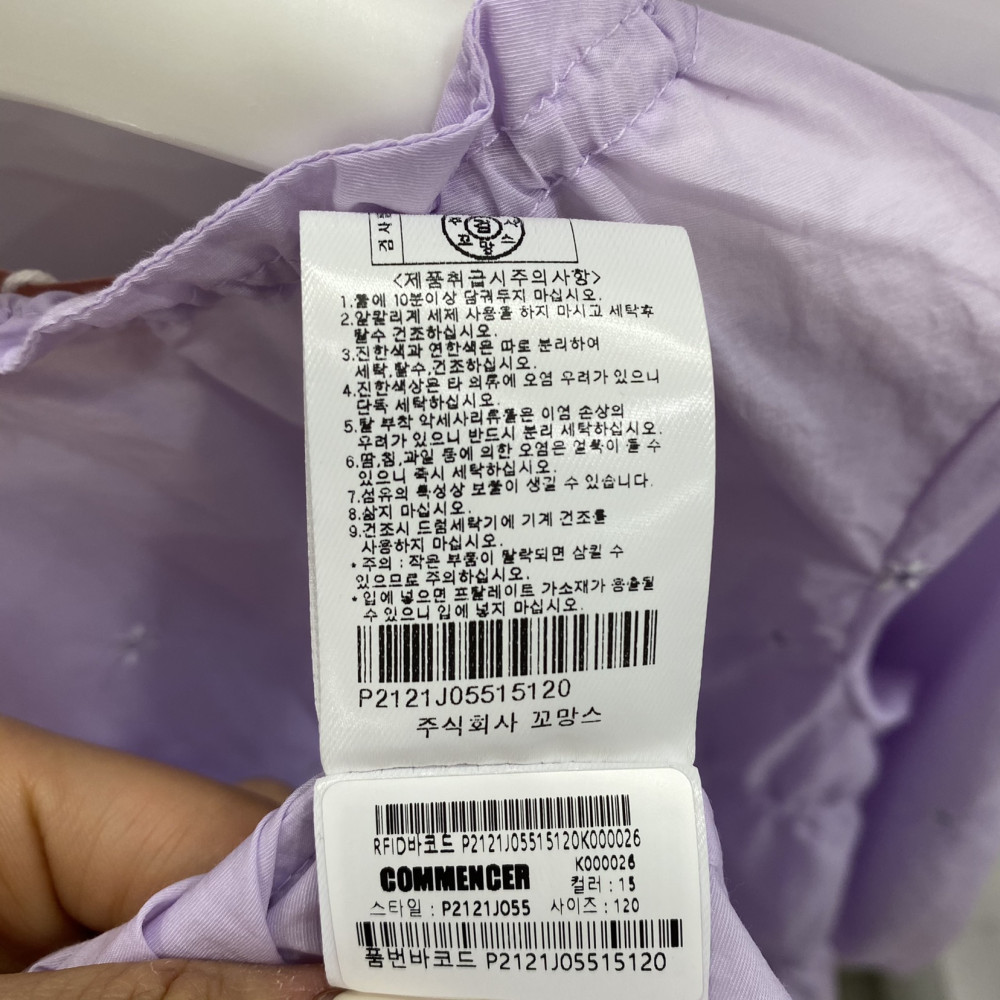 검사필
검
꼬망스
<제품취급시주의사항>
1.물에 10분이상 담궈두지 마십시오.
2.알칼리계 세제 사용을 하지 마시고 세탁후
탈수 건조하십시오.
3.진한색과 연한색은 따로 분리하여
세탁,탈수,건조하십시오.
4.진한색상은 타 의류에 오염 우려가 있으니
단독 세탁하십시오.
5.탈 부착 악세사리류들은 이염 손상의
우려가 있으니 반드시 분리 세탁하십시오.
6.땀,침,과일 등에 의한 오염은 얼룩이 들 수
있으니 즉시 세탁하십시오.
7.섬유의 특성상 보풀이 생길 수 있습니다.
8.삶지 마십시오.
9.건조시 드럼세탁기에 기계 건조를
사용하지 마십시오.
*주의 : 작은 부품이 탈락되면 삼킬 수
있으므로 주의하십시오.
*입에 넣으면 프탈레이트 가소재가 용출될
수 있으니 입에 넣지 마십시오.
P2121J05515120
주식회사 꼬망스
RFID바코드 P2121J05515120K000026
K000026
COMMENCER 컬러 : 15
스타일 : P2121J055 사이즈 : 120
품번바코드 P2121J05515120